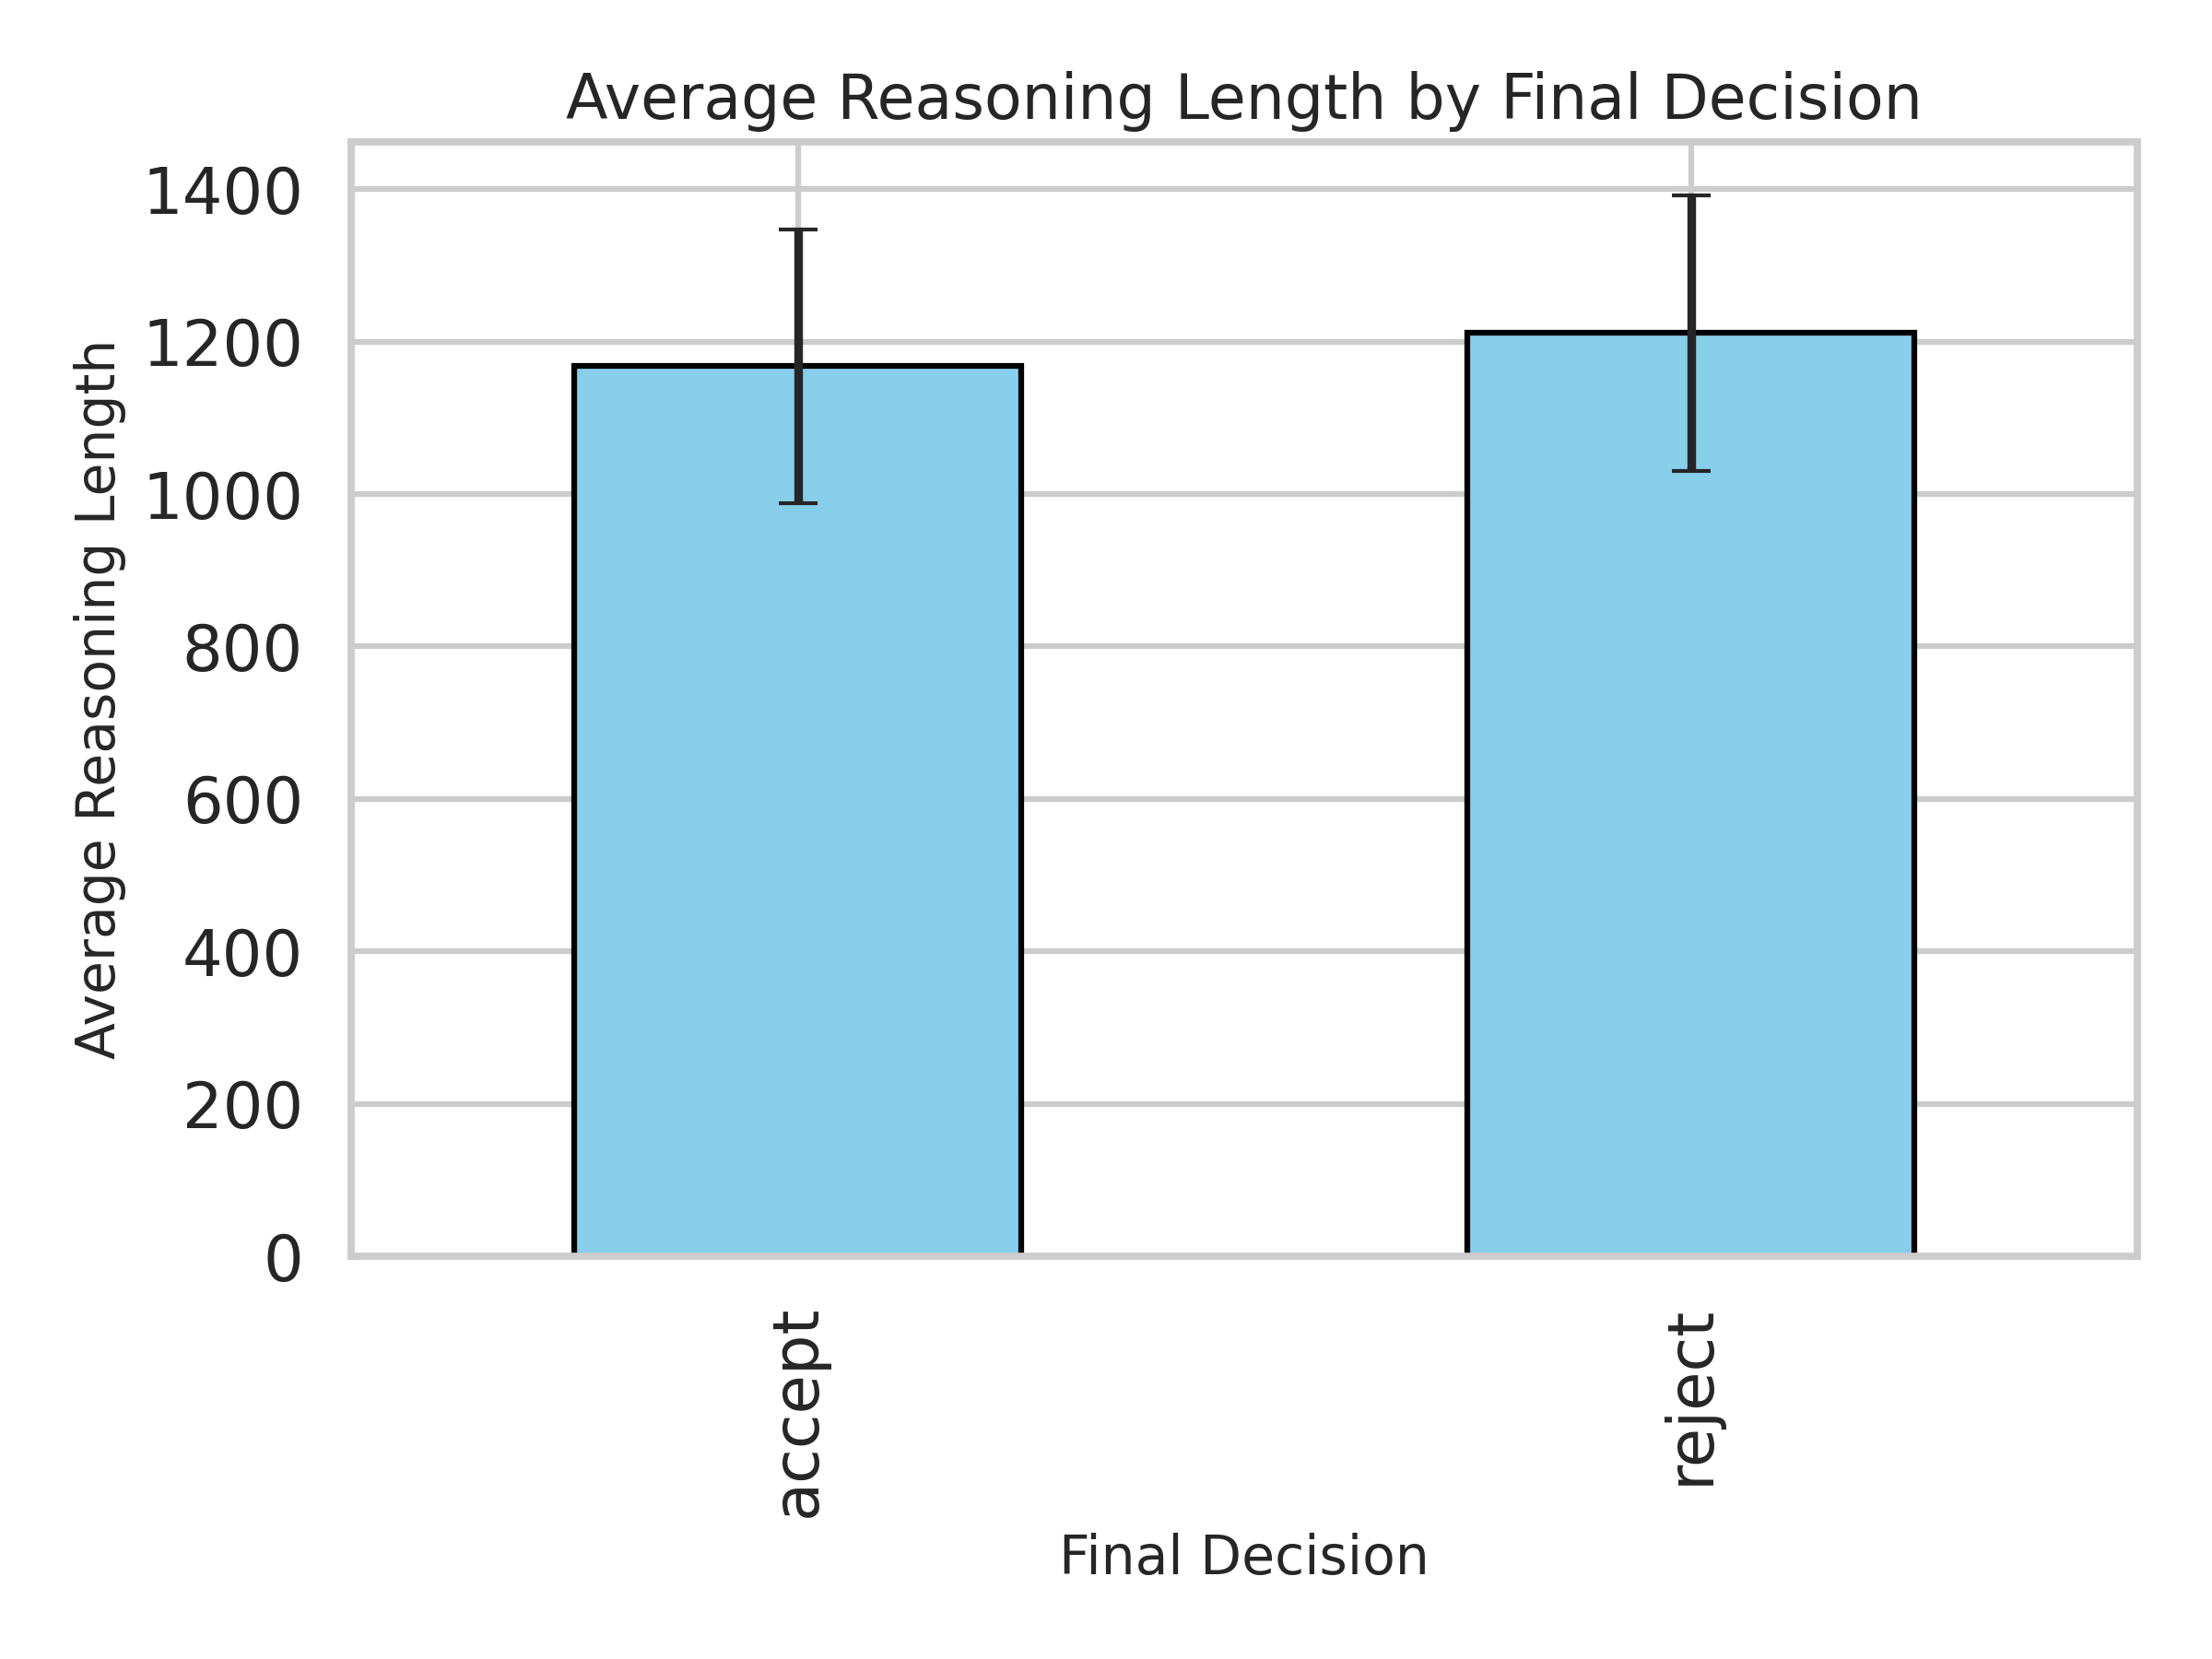 Average Reasoning Length by Final Decision
Average Reasoning Length
1400
1200
1000
800
600
400
200
0
accept
reject
Final Decision